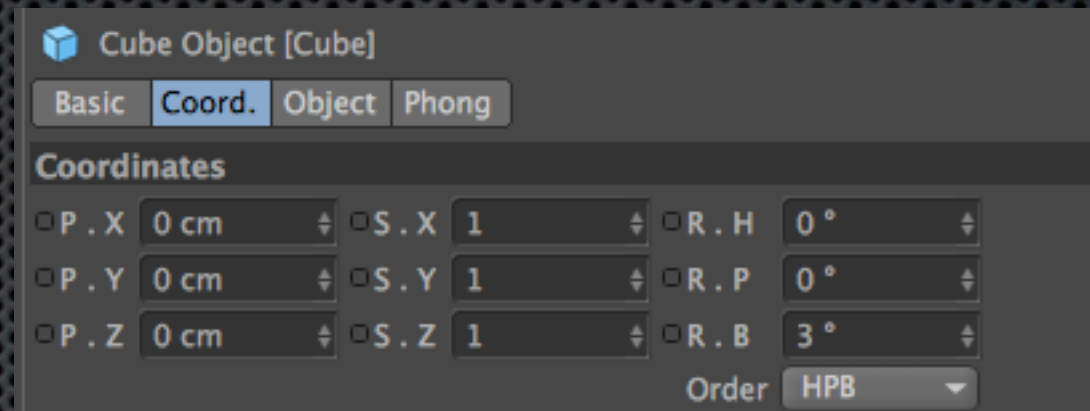 Cube Object [Cube]
Basic Coord. Object Phong
Coordinates
P . X 0 cm S . X 1 R . H 0 °
P . Y 0 cm S . Y 1 R . P 0 °
P . Z 0 cm S . Z 1 R . B 3 °
Order HPB